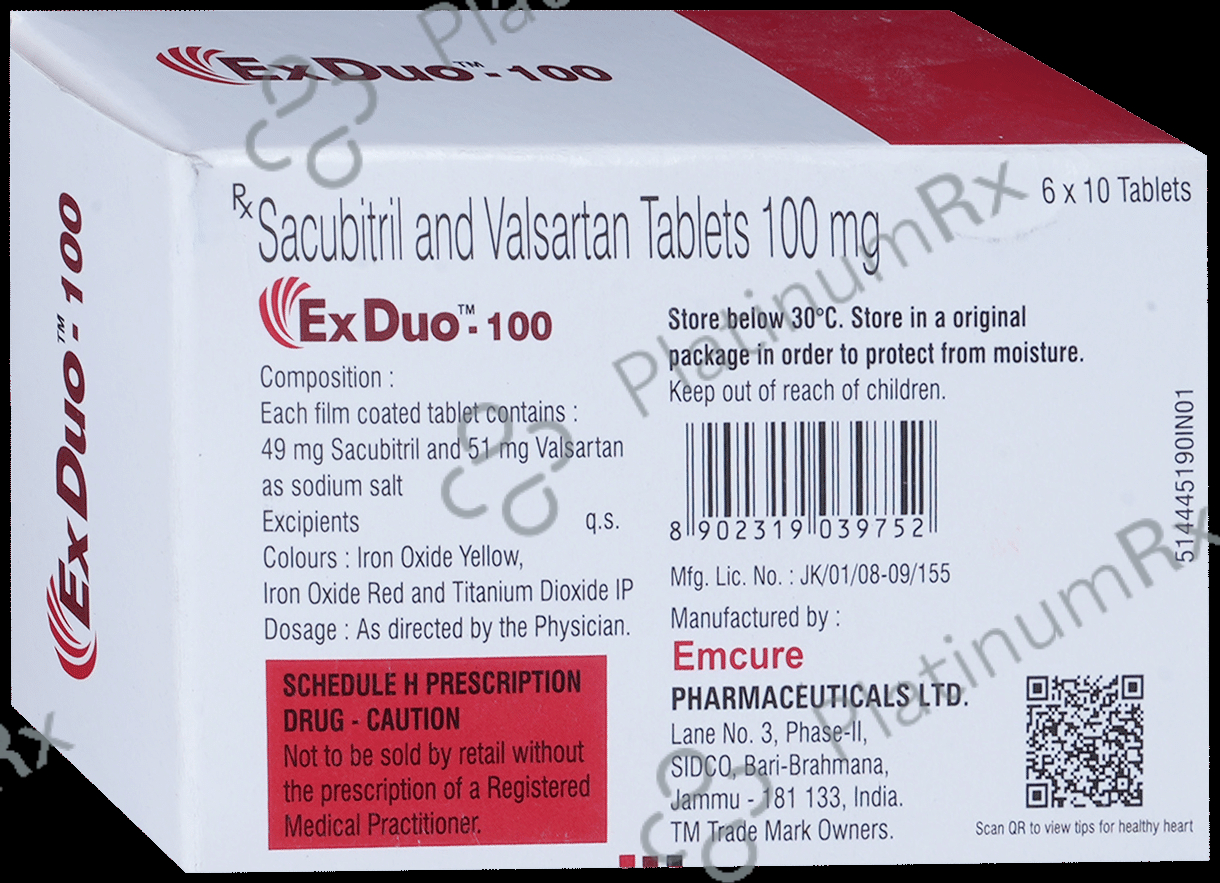 ExDuo™-100
ExDuo™-100
Rx Sacubitril and Valsartan Tablets 100 mg
6 x 10 Tablets
ExDuo™-100
Composition :
Each film coated tablet contains :
49 mg Sacubitril and 51 mg Valsartan
as sodium salt
Excipients q.s.
Colours : Iron Oxide Yellow,
Iron Oxide Red and Titanium Dioxide IP
Dosage : As directed by the Physician.
SCHEDULE H PRESCRIPTION
DRUG - CAUTION
Not to be sold by retail without
the prescription of a Registered
Medical Practitioner.
Store below 30°C. Store in a original
package in order to protect from moisture.
Keep out of reach of children.
8 902319 039752
Mfg. Lic. No. : JK/01/08-09/155
Manufactured by :
Emcure
PHARMACEUTICALS LTD.
Lane No. 3, Phase-II,
SIDCO, Bari-Brahmana,
Jammu - 181 133, India.
TM Trade Mark Owners.
514445190IN01
Scan QR to view tips for healthy heart
PlatinumRx
PlatinumRx
PlatinumRx
Rx